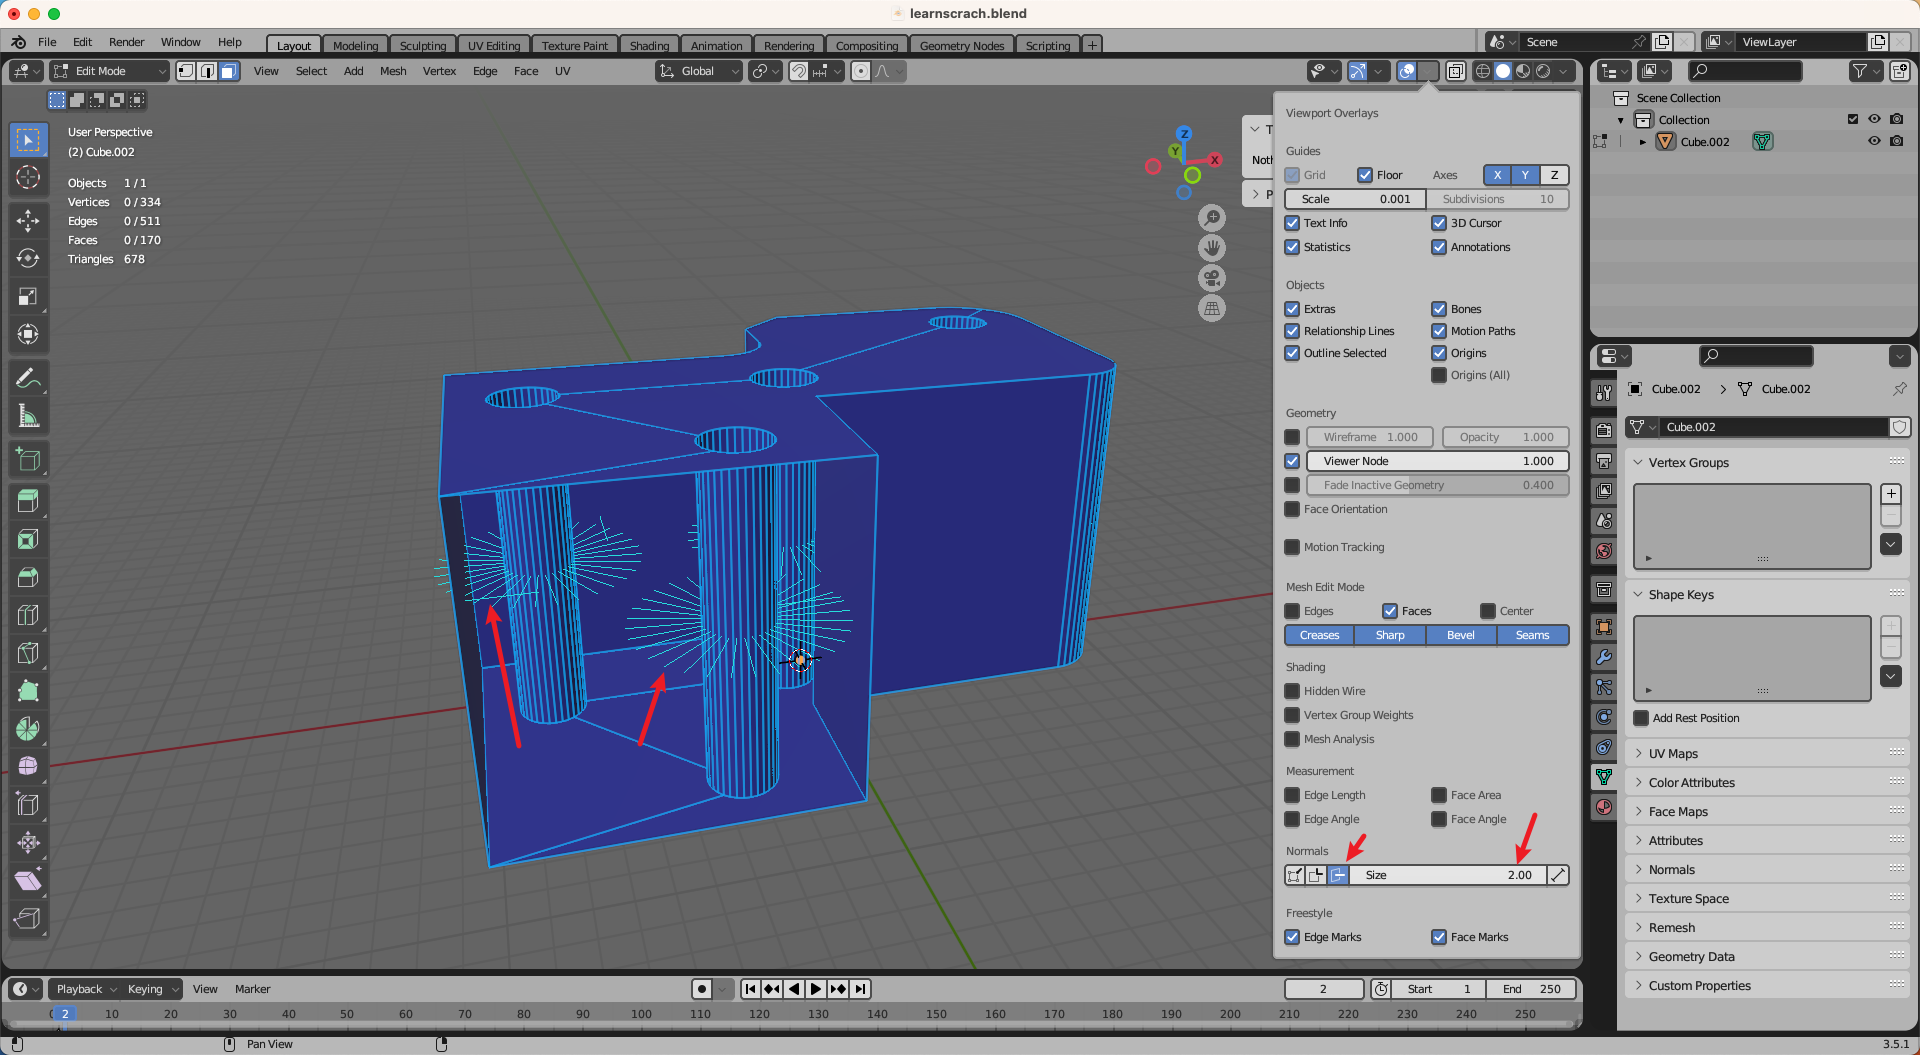 learnscrach.blend
File Edit Render Window Help Layout Modeling Sculpting UV Editing Texture Paint Shading Animation Rendering Compositing Geometry Nodes Scripting + Scene ViewLayer
Edit Mode View Select Add Mesh Vertex Edge Face UV Global
User Perspective
(2) Cube.002
Objects 1/1
Vertices 0/334
Edges 0/511
Faces 0/170
Triangles 678
Z
Y
X
Noth
Viewport Overlays
Guides
Grid Floor Axes X Y Z
Scale 0.001 Subdivisions 10
Text Info 3D Cursor
Statistics Annotations
Objects
Extras Bones
Relationship Lines Motion Paths
Outline Selected Origins
Origins (All)
Geometry
Wireframe 1.000 Opacity 1.000
Viewer Node 1.000
Fade Inactive Geometry 0.400
Face Orientation
Motion Tracking
Mesh Edit Mode
Edges Faces Center
Creases Sharp Bevel Seams
Shading
Hidden Wire
Vertex Group Weights
Mesh Analysis
Measurement
Edge Length Face Area
Edge Angle Face Angle
Normals
Size 2.00
Freestyle
Edge Marks Face Marks
Scene Collection
Collection
Cube.002
Cube.002 > Cube.002
Cube.002
Vertex Groups
Shape Keys
Add Rest Position
UV Maps
Color Attributes
Face Maps
Attributes
Normals
Texture Space
Remesh
Geometry Data
Custom Properties
Playback Keying View Marker 2 Start 1 End 250
2 10 20 30 40 50 60 70 80 90 100 110 120 130 140 150 160 170 180 190 200 210 220 230 240 250
Pan View
3.5.1